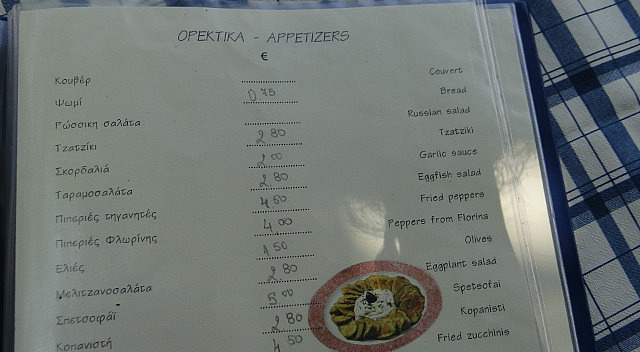 ΟΡΕΚΤΙΚΑ - APPETIZERS
€
Κουβέρ Couvert
Ψωμί 0 75 Bread
Ρώσσικη σαλάτα Russian salad
Τζατζίκι 2 80 Tzatziki
Σκορδαλιά 2 00 Garlic sauce
Ταραμοσαλάτα 2 80 Eggfish salad
Πιπεριές τηγανητές Fried peppers
Πιπεριές Φλωρίνης 4 00 Peppers from Florina
Ελιές 1 50 Olives
Μελιτζανοσαλάτα 2 80 Eggplant salad
Σπετσοφάϊ 5 00 Spetsofai
Κοπανιστή 2 80 Kopanisti
4 50 Fried zucchinis